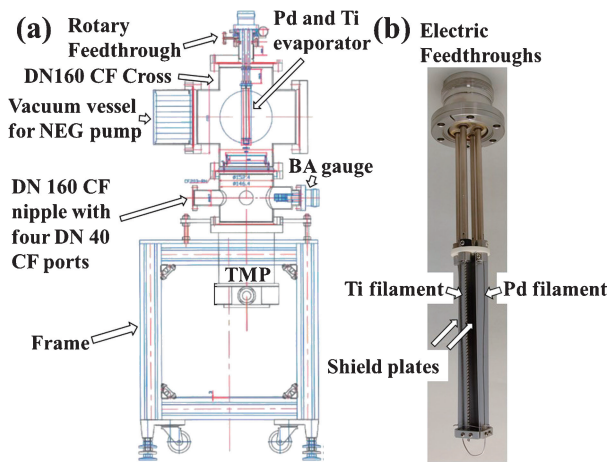 (a)
Rotary
Feedthrough
Pd and Ti
evaporator
DN160 CF Cross
Vacuum vessel
for NEG pump
BA gauge
DN 160 CF
nipple with
four DN 40
CF ports
TMP
Frame
(b)
Electric
Feedthroughs
Ti filament
Pd filament
Shield plates